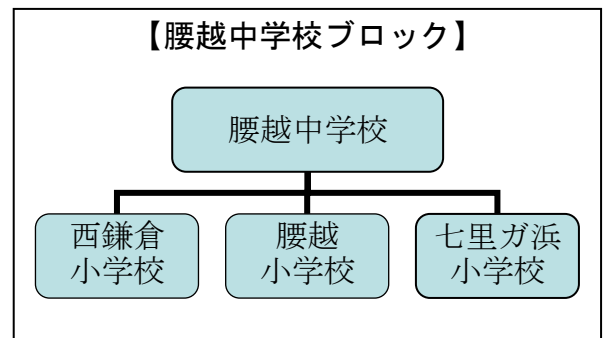 【腰越中学校ブロック】
腰越中学校
西鎌倉
小学校
腰越
小学校
七里ガ浜
小学校